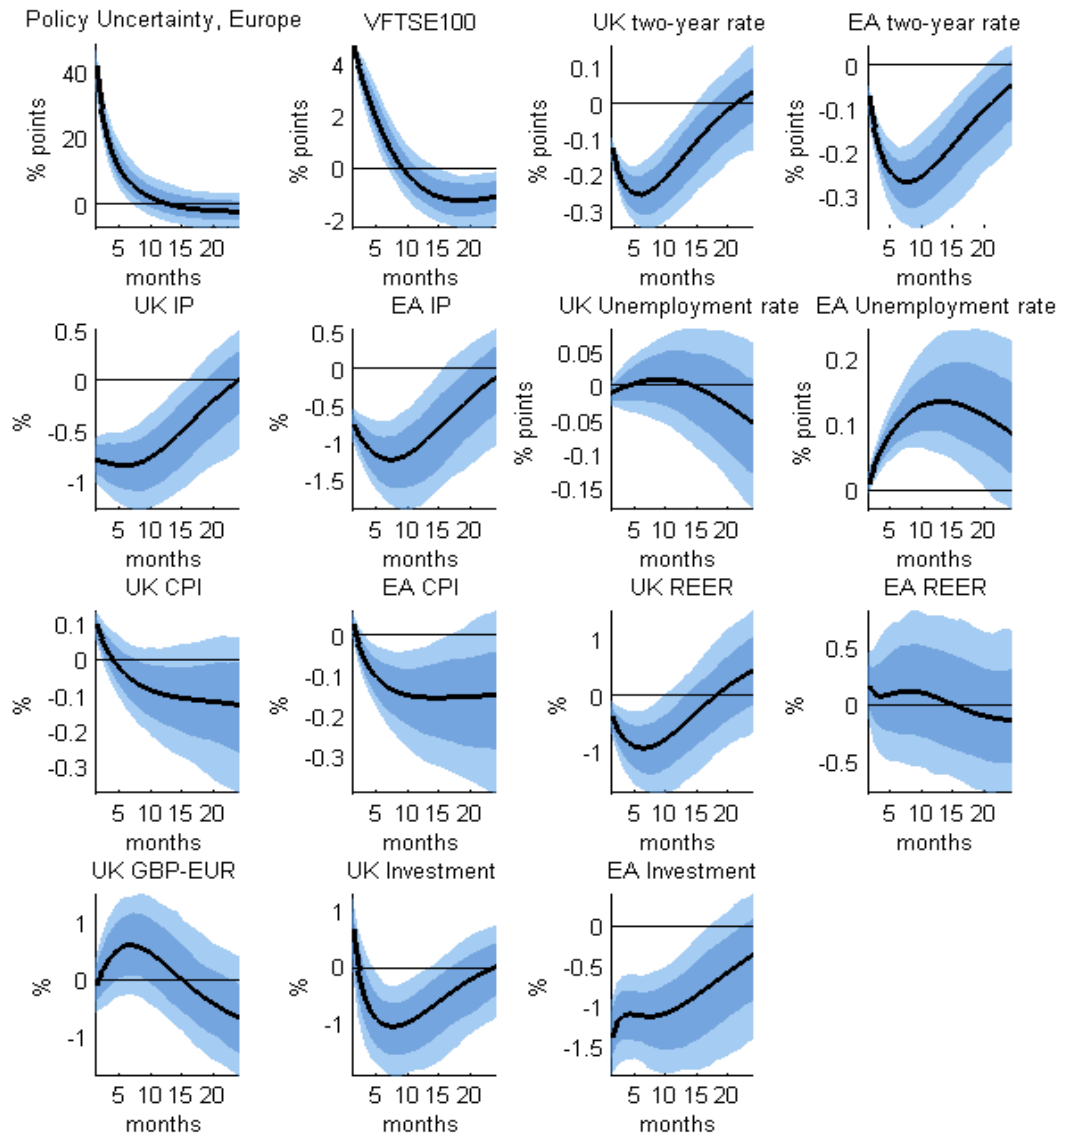 Policy Uncertainty, Europe
% points
40
20
0
5 10 15 20
months
VFTSE100
4
2
0
-2
5 10 15 20
months
UK two-year rate
% points
0.1
0
-0.1
-0.2
-0.3
5 10 15 20
months
EA two-year rate
% points
0
-0.1
-0.2
-0.3
5 10 15 20
months
UK IP
%
0.5
0
-0.5
-1
5 10 15 20
months
EA IP
%
0.5
0
-0.5
-1
-1.5
5 10 15 20
months
UK Unemployment rate
% points
0.05
0
-0.05
-0.1
-0.15
5 10 15 20
months
EA Unemployment rate
% points
0.2
0.1
0
5 10 15 20
months
UK CPI
%
0.1
0
-0.1
-0.2
-0.3
5 10 15 20
months
EA CPI
%
0
-0.1
-0.2
-0.3
5 10 15 20
months
UK REER
%
1
0
-1
5 10 15 20
months
EA REER
%
0.5
0
-0.5
5 10 15 20
months
UK GBP-EUR
%
1
0
-1
5 10 15 20
months
UK Investment
%
1
0
-1
5 10 15 20
months
EA Investment
%
0
-0.5
-1
-1.5
5 10 15 20
months